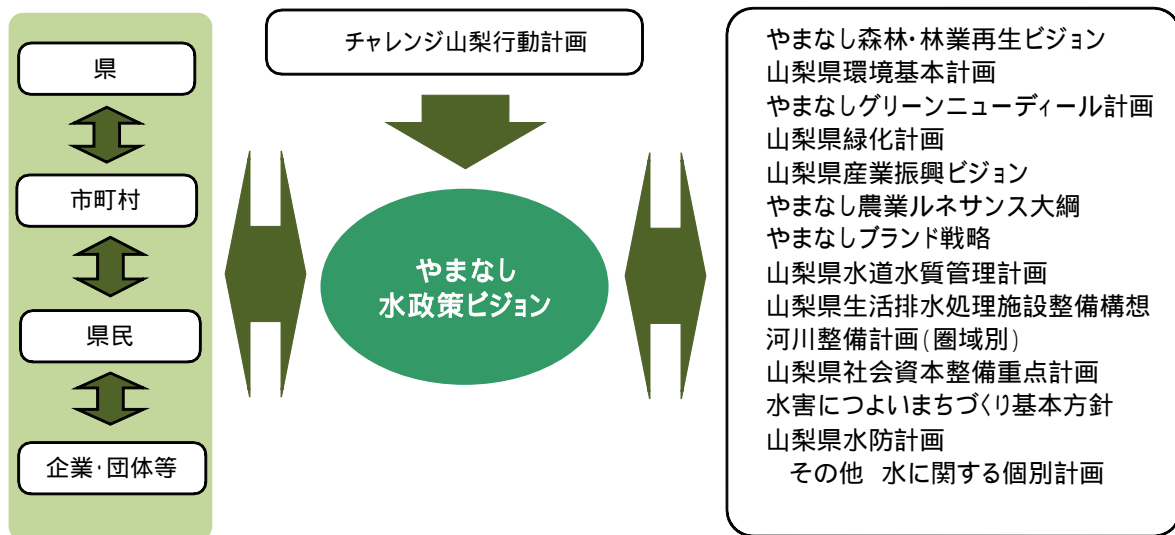 県
市町村
県民
企業・団体等
チャレンジ山梨行動計画
やまなし
水政策ビジョン
やまなし森林・林業再生ビジョン
山梨県環境基本計画
やまなしグリーンニューディール計画
山梨県緑化計画
山梨県産業振興ビジョン
やまなし農業ルネサンス大綱
やまなしブランド戦略
山梨県水道水質管理計画
山梨県生活排水処理施設整備構想
河川整備計画(圏域別)
山梨県社会資本整備重点計画
水害につよいまちづくり基本方針
山梨県水防計画
その他　水に関する個別計画